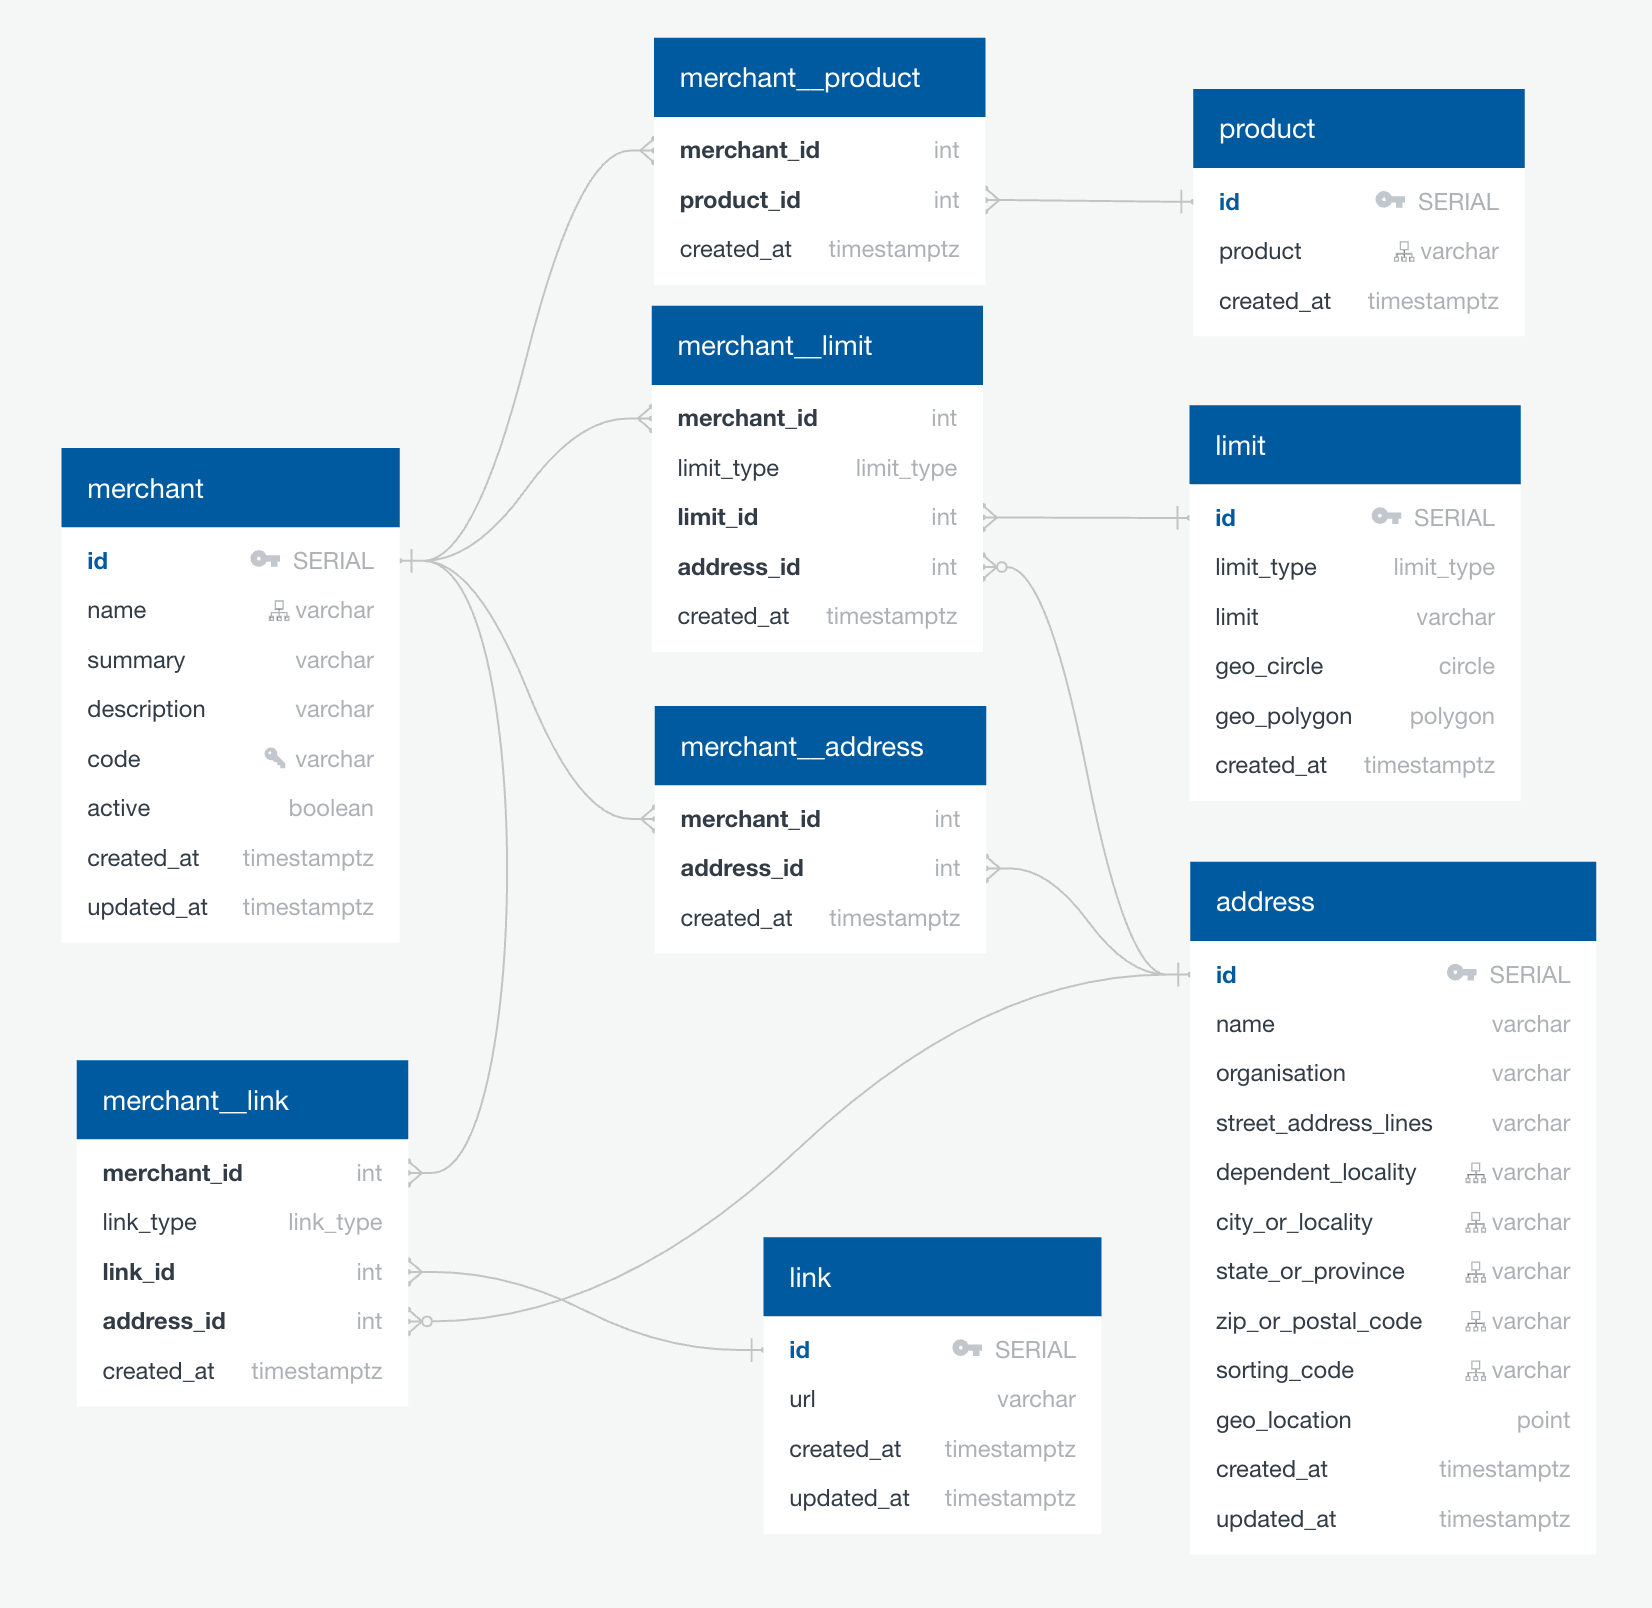 merchant__product
merchant_id int
product_id int
created_at timestamptz
product
id SERIAL
product varchar
created_at timestamptz
merchant__limit
merchant_id int
limit_type limit_type
limit_id int
address_id int
created_at timestamptz
limit
id SERIAL
limit_type limit_type
limit varchar
geo_circle circle
geo_polygon polygon
created_at timestamptz
merchant
id SERIAL
name varchar
summary varchar
description varchar
code varchar
active boolean
created_at timestamptz
updated_at timestamptz
merchant__address
merchant_id int
address_id int
created_at timestamptz
address
id SERIAL
name varchar
organisation varchar
street_address_lines varchar
dependent_locality varchar
city_or_locality varchar
state_or_province varchar
zip_or_postal_code varchar
sorting_code varchar
geo_location point
created_at timestamptz
updated_at timestamptz
merchant__link
merchant_id int
link_type link_type
link_id int
address_id int
created_at timestamptz
link
id SERIAL
url varchar
created_at timestamptz
updated_at timestamptz